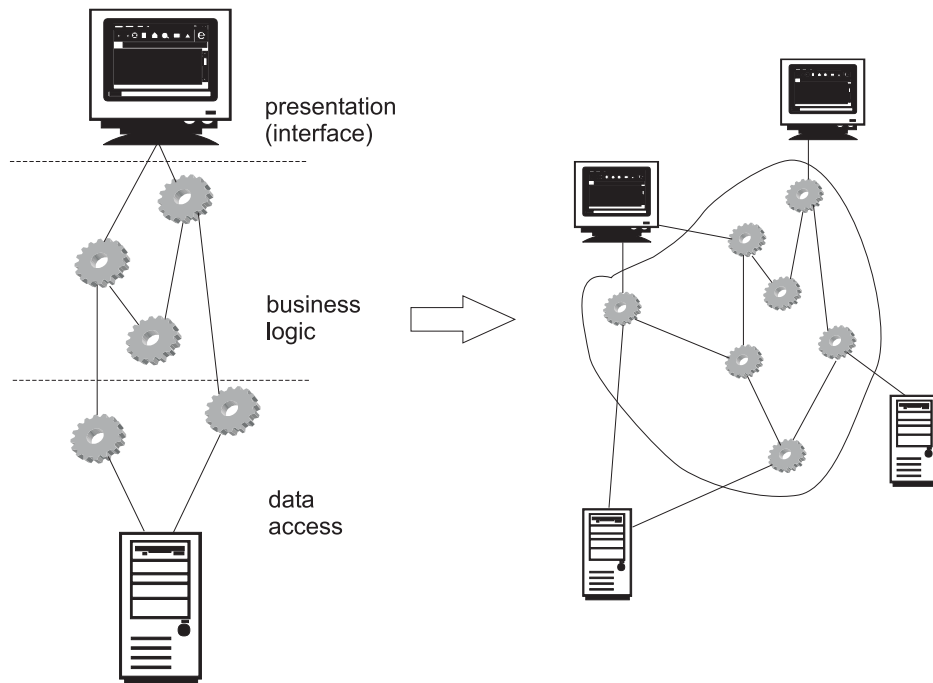 presentation
(interface)
business
logic
data
access